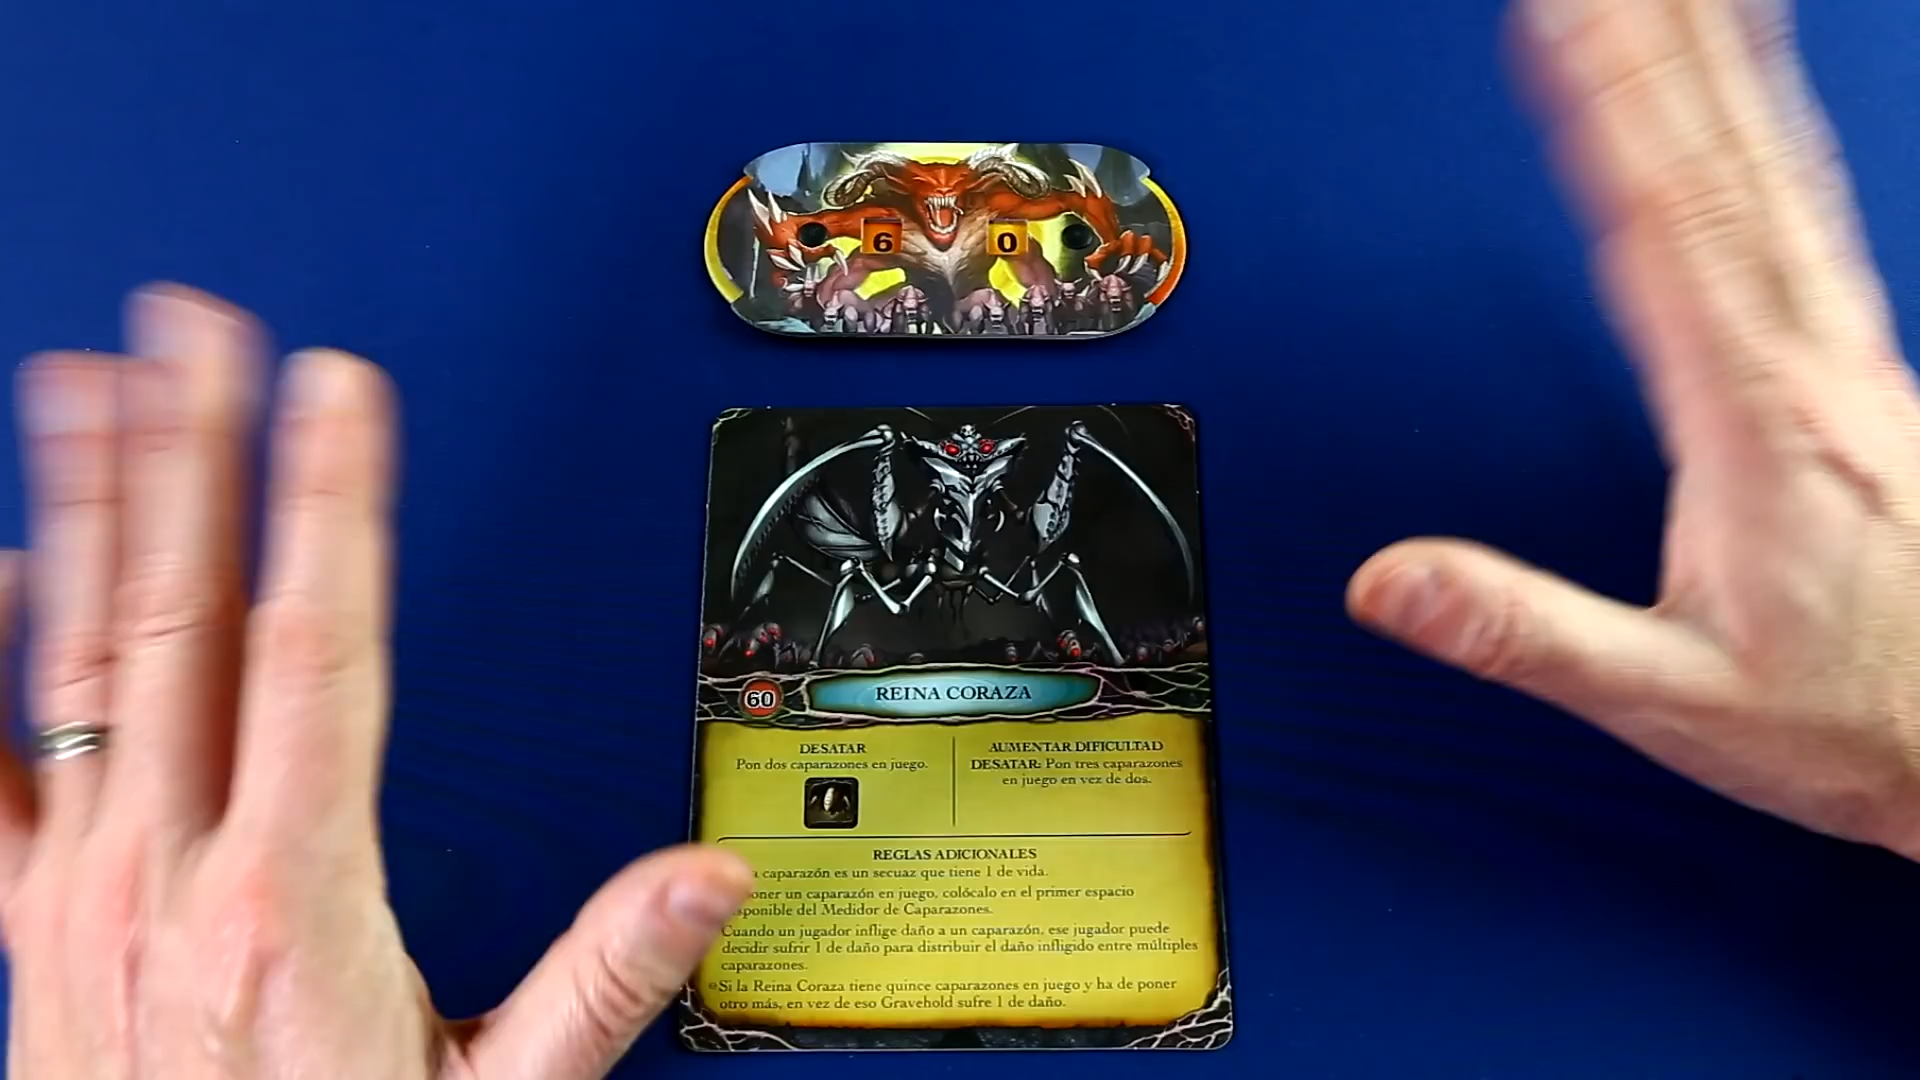 6 0
REINA CORAZA
60
DESATAR
Pon dos caparazones en juego.
AUMENTAR DIFICULTAD
DESATAR: Pon tres caparazones
en juego en vez de dos.
REGLAS ADICIONALES
caparazón es un secuaz que tiene 1 de vida.
un caparazón en juego, colócalo en el primer espacio
del Medidor de Caparazones.
Cuando un jugador inflige daño a un caparazón, ese jugador puede
decidir sufrir 1 de daño para distribuir el daño infligido entre múltiples
caparazones.
Si la Reina Coraza tiene quince caparazones en juego y ha de poner
otro más, en vez de eso Gravehold sufre 1 de daño.